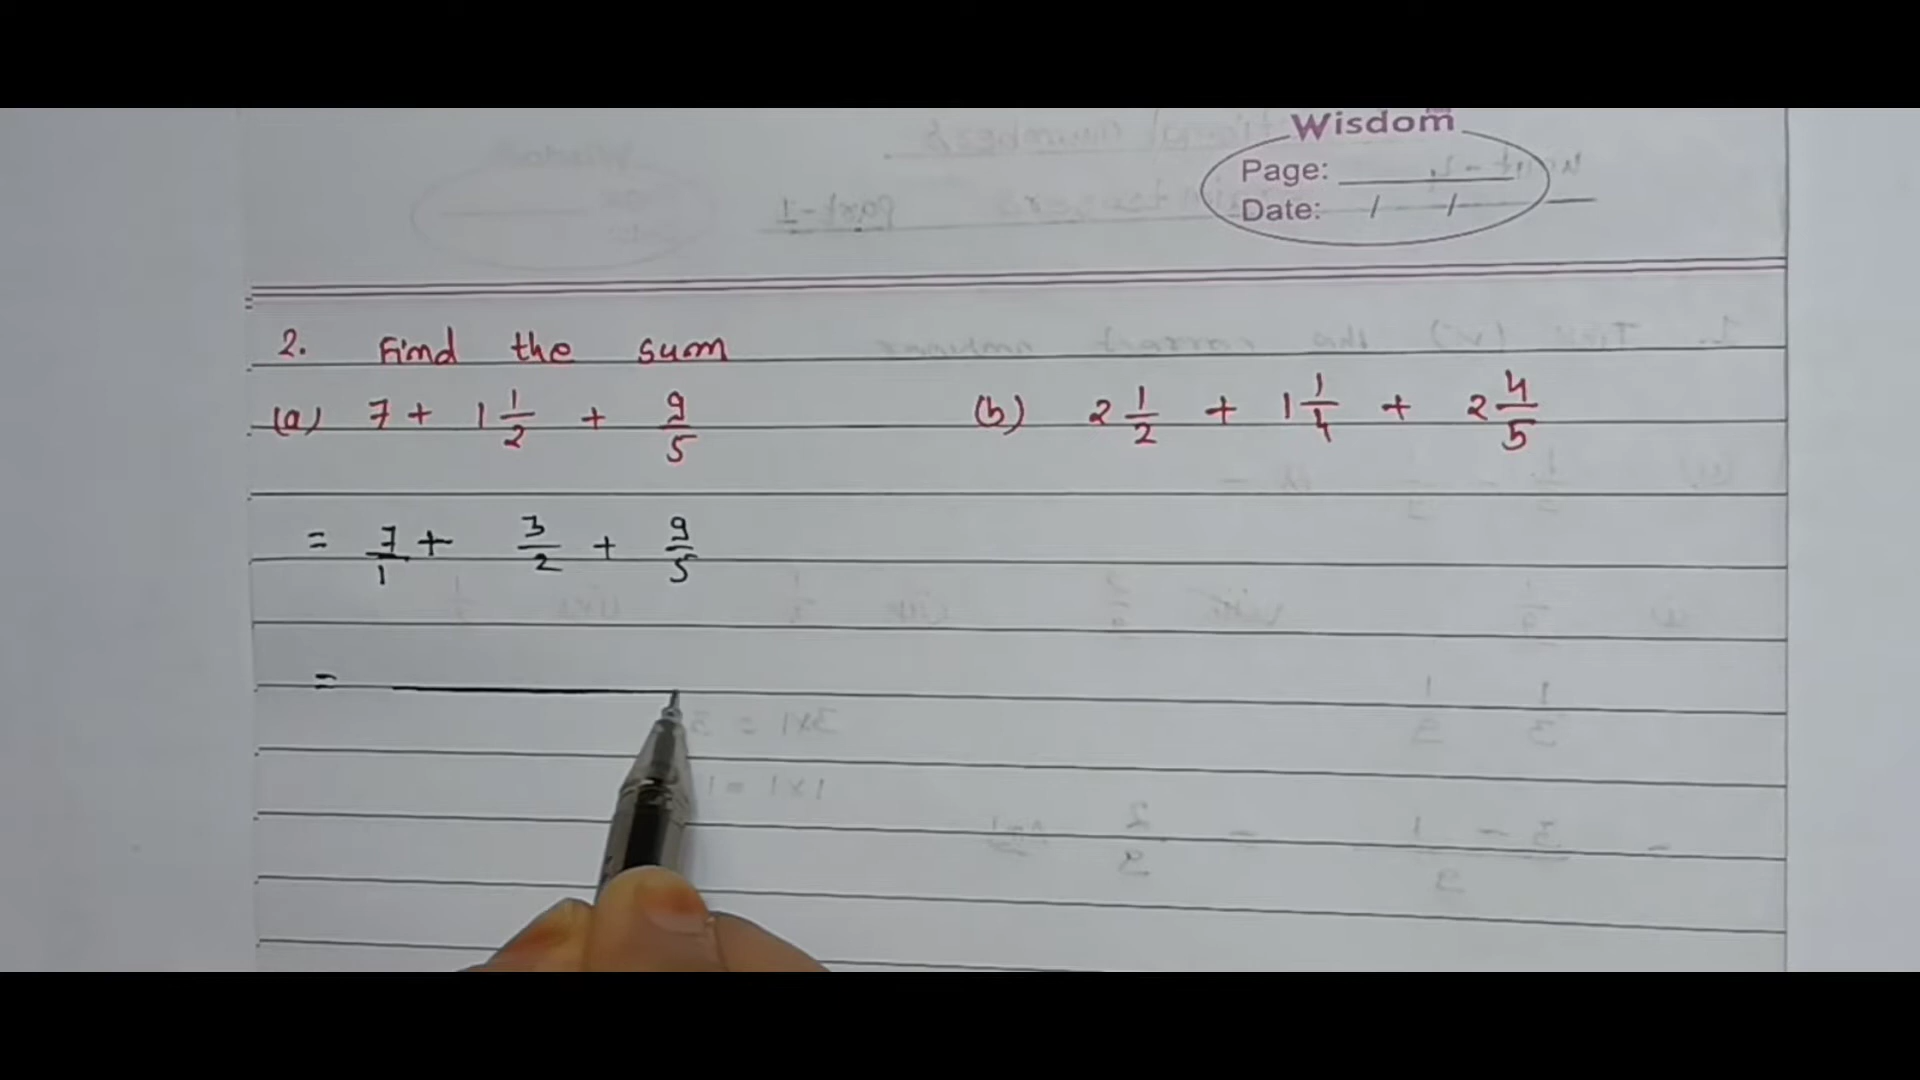 Wisdom
Page:
Date: / /
2. Find the sum
(a) 7 + 1 1/2 + 9/5 (b) 2 1/2 + 1 1/4 + 2 4/5
= 7/1 + 3/2 + 9/5
=